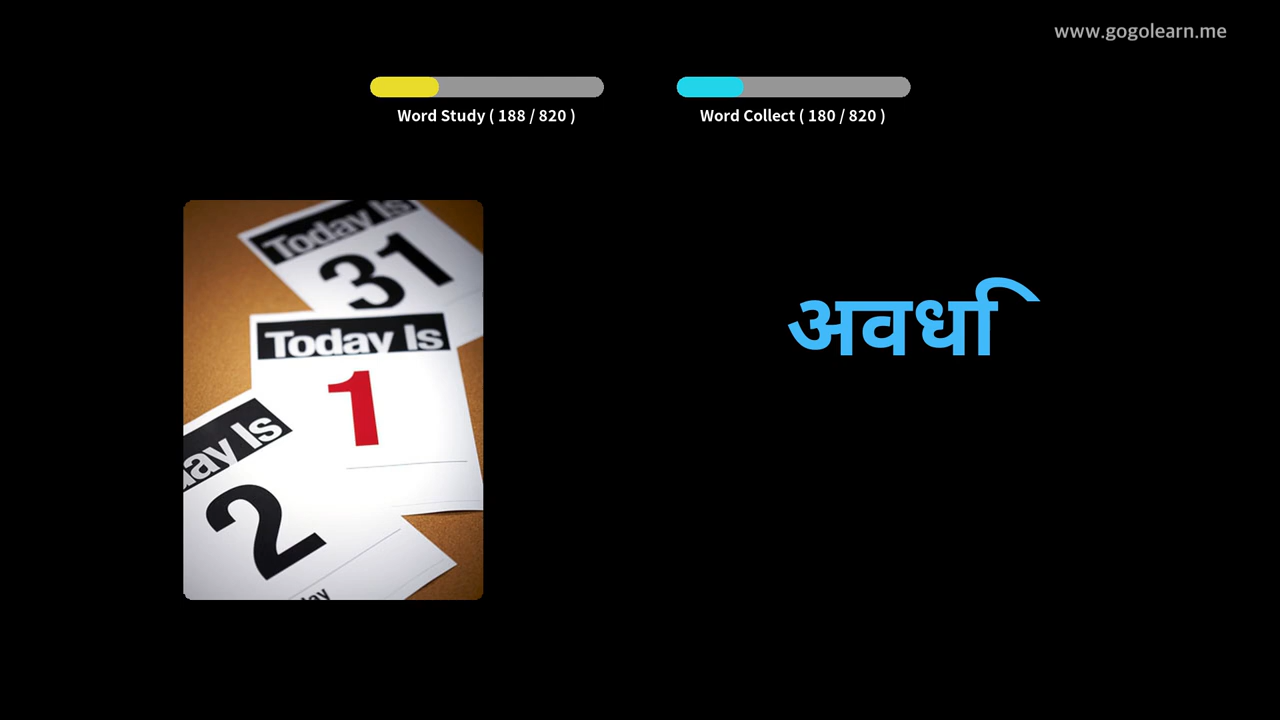 www.gogolearn.me
Word Study ( 188 / 820 )
Word Collect ( 180 / 820 )
Today Is
31
Today Is
1
ay Is
2
अवधि